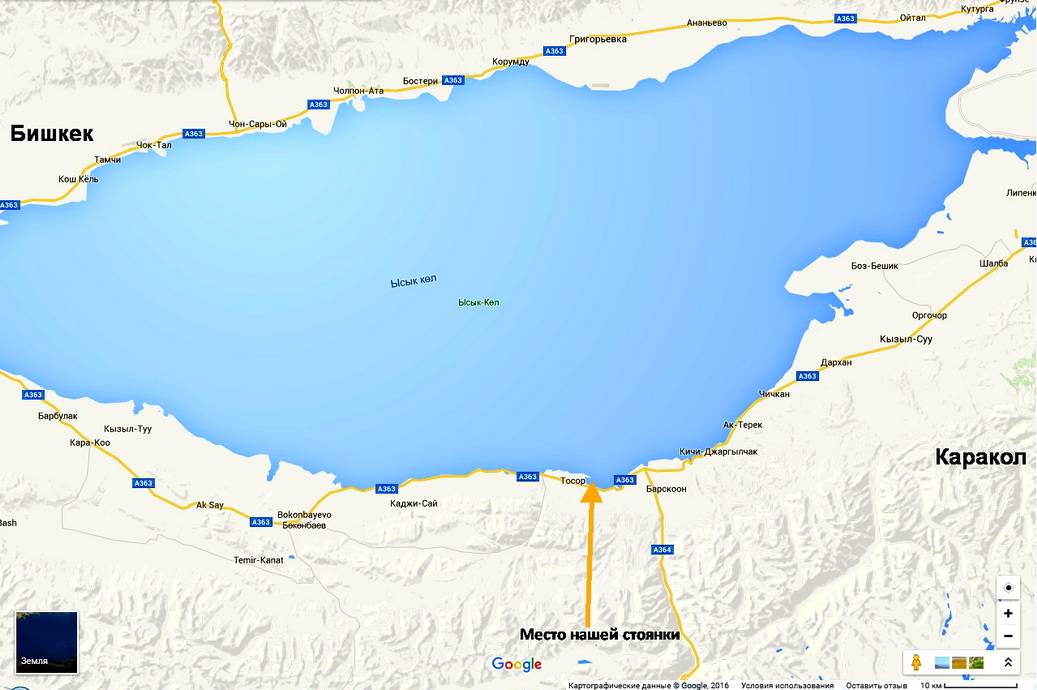 Фрунзе
Кутурга
Ойтал
A363
Ананьево
Григорьевка
A363
Корумду
Бостери
A363
Чолпон-Ата
A363
Чон-Сары-Ой
Бишкек
A363
Чок-Тал
Тамчи
Кош Кёль
A363
Липенк
Ысык көл
Ысык-Көл
Боз-Бешик
Шалба
A36
Кы
Оргочор
Кызыл-Суу
Дархан
A363
Чичкан
A363
Барбулак
Кызыл-Туу
Кара-Коо
Ак-Терек
Кичи-Джаргылчак
Каракол
A363
A363
Тосор
A363
A363
Барскоон
Каджи-Сай
Ak Say
Bokonbayevo
Боконбаев
A363
Bash
Temir-Kanat
A364
Место нашей стоянки
Земля
Google
Картографические данные © Google, 2016 Условия использования Оставить отзыв 10 км